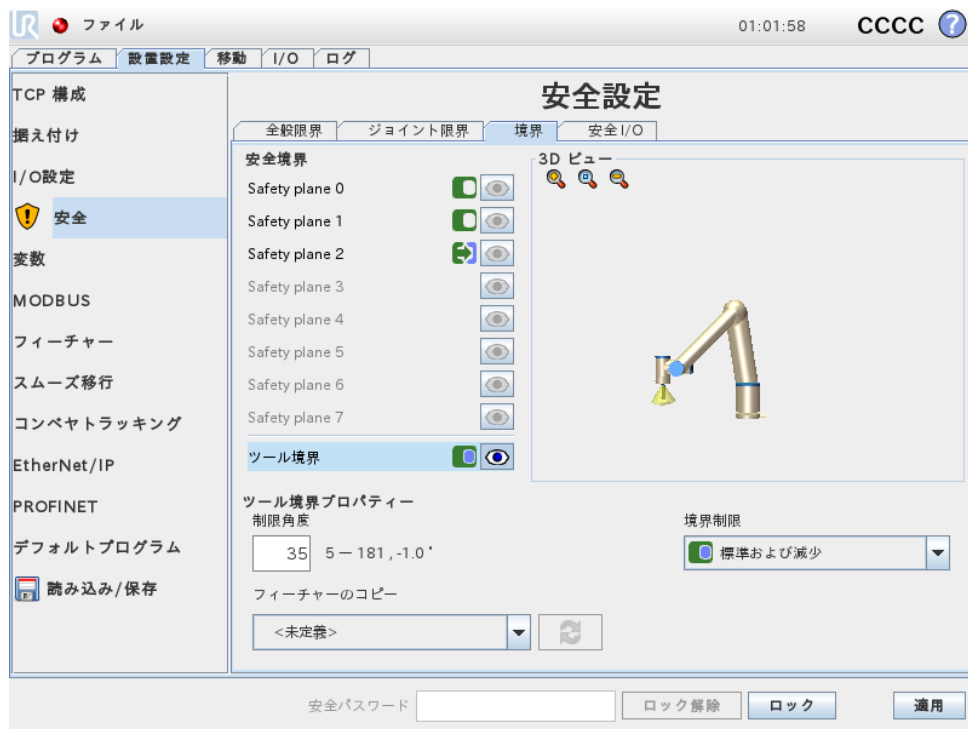 UR ファイル 01:01:58 CCCC ?
プログラム 設置設定 移動 I/O ログ
TCP 構成
据え付け
I/O設定
安全
変数
MODBUS
フィーチャー
スムーズ移行
コンベヤトラッキング
EtherNet/IP
PROFINET
デフォルトプログラム
読み込み/保存
安全設定
全般限界 ジョイント限界 境界 安全I/O
安全境界
Safety plane 0
Safety plane 1
Safety plane 2
Safety plane 3
Safety plane 4
Safety plane 5
Safety plane 6
Safety plane 7
ツール境界
3D ビュー
ツール境界プロパティー
制限角度
35 5 — 181 , -1.0 °
境界制限
標準および減少
フィーチャーのコピー
<未定義>
安全パスワード ロック解除 ロック 適用